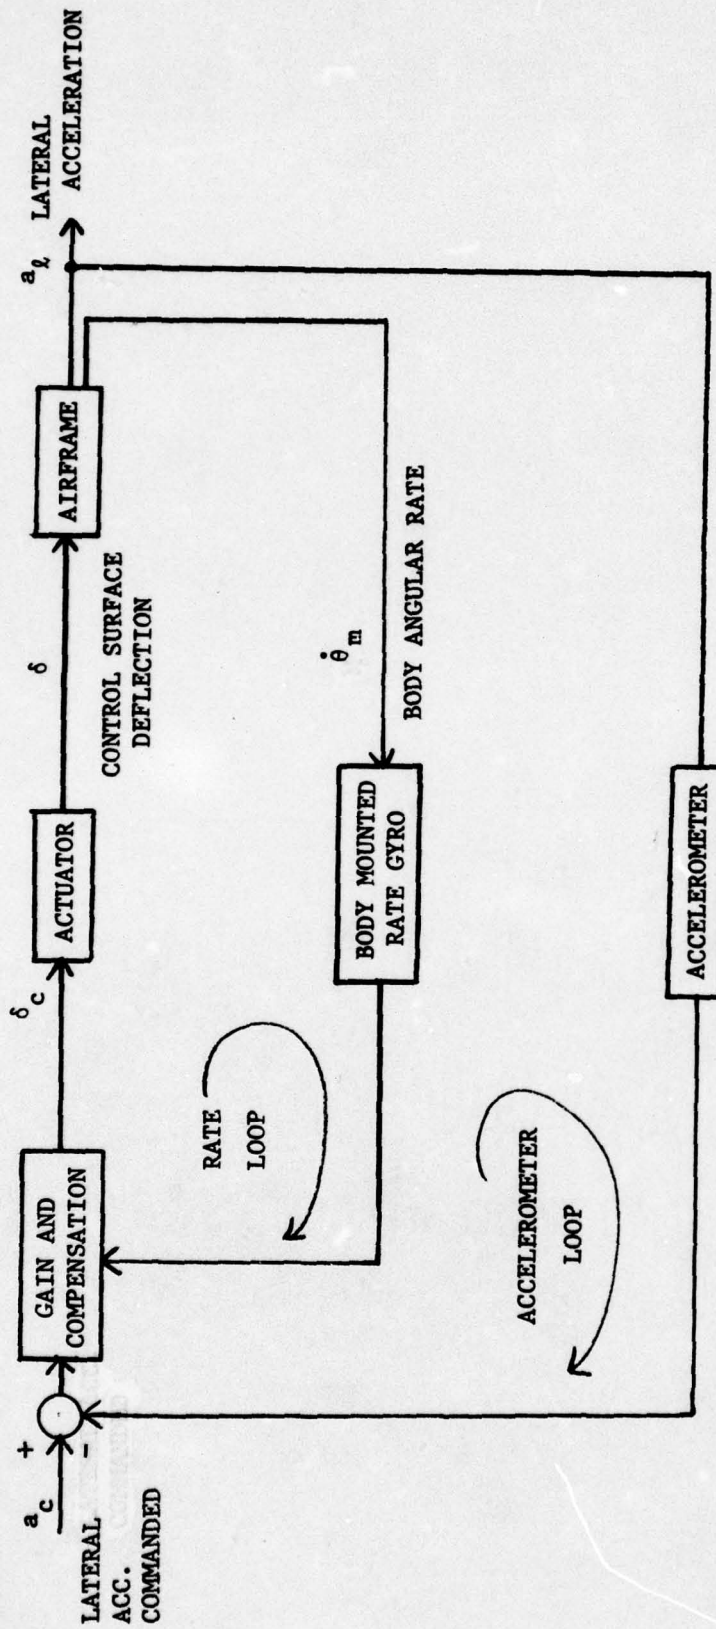 a_c
+
-
LATERAL
ACC.
COMMANDED
GAIN AND
COMPENSATION
δ_c
ACTUATOR
δ
CONTROL SURFACE
DEFLECTION
AIRFRAME
a_ℓ
LATERAL
ACCELERATION
RATE
LOOP
BODY MOUNTED
RATE GYRO
θ̇_m
BODY ANGULAR RATE
ACCELEROMETER
LOOP
ACCELEROMETER